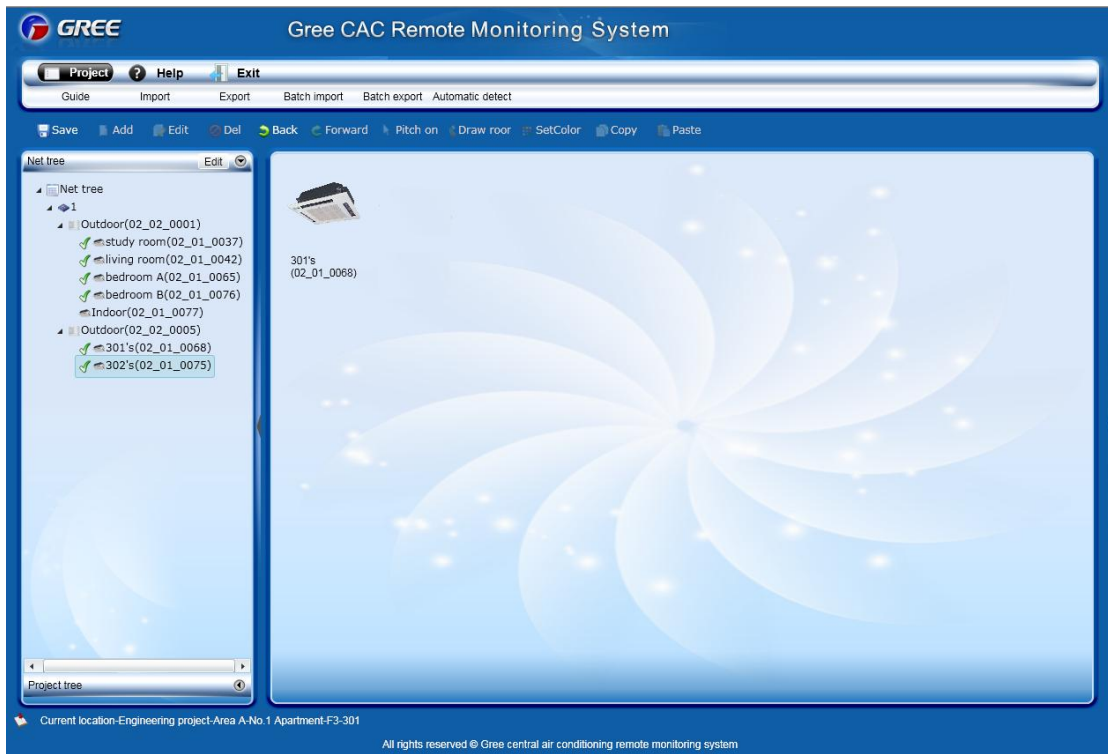 GREE
Gree CAC Remote Monitoring System
Project Help Exit
Guide Import Export Batch import Batch export Automatic detect
Save Add Edit Del Back Forward Pitch on Draw roor SetColor Copy Paste
Net tree Edit
Net tree
1
Outdoor(02_02_0001)
study room(02_01_0037)
living room(02_01_0042)
bedroom A(02_01_0065)
bedroom B(02_01_0076)
Indoor(02_01_0077)
Outdoor(02_02_0005)
301's(02_01_0068)
302's(02_01_0075)
301's
(02_01_0068)
Project tree
Current location-Engineering project-Area A-No.1 Apartment-F3-301
All rights reserved © Gree central air conditioning remote monitoring system